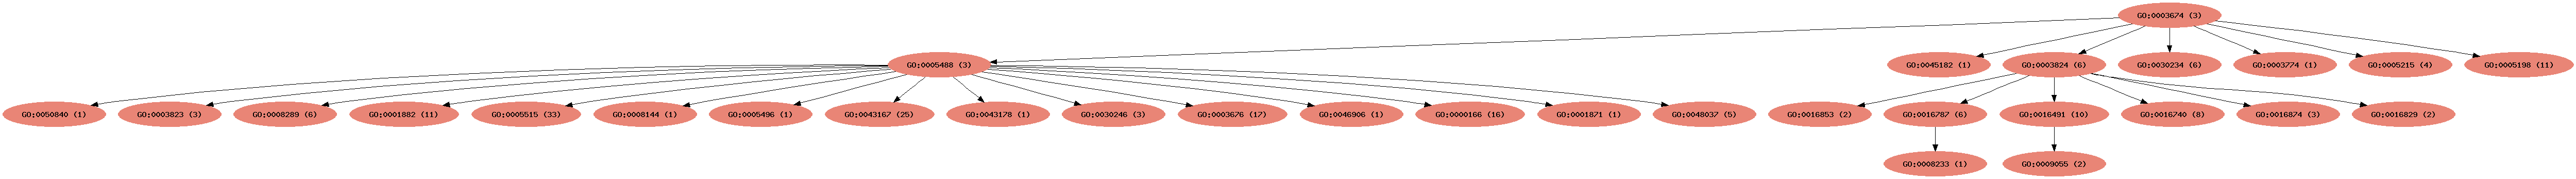 GO:0003674 (3)
GO:0005488 (3)
GO:0045182 (1)
GO:0003824 (6)
GO:0030234 (6)
GO:0003774 (1)
GO:0005215 (4)
GO:0005198 (11)
GO:0050840 (1)
GO:0003823 (3)
GO:0008289 (6)
GO:0001882 (11)
GO:0005515 (33)
GO:0008144 (1)
GO:0005496 (1)
GO:0043167 (25)
GO:0043178 (1)
GO:0030246 (3)
GO:0003676 (17)
GO:0046906 (1)
GO:0000166 (16)
GO:0001871 (1)
GO:0048037 (5)
GO:0016853 (2)
GO:0016787 (6)
GO:0016491 (10)
GO:0016740 (8)
GO:0016874 (3)
GO:0016829 (2)
GO:0008233 (1)
GO:0009055 (2)